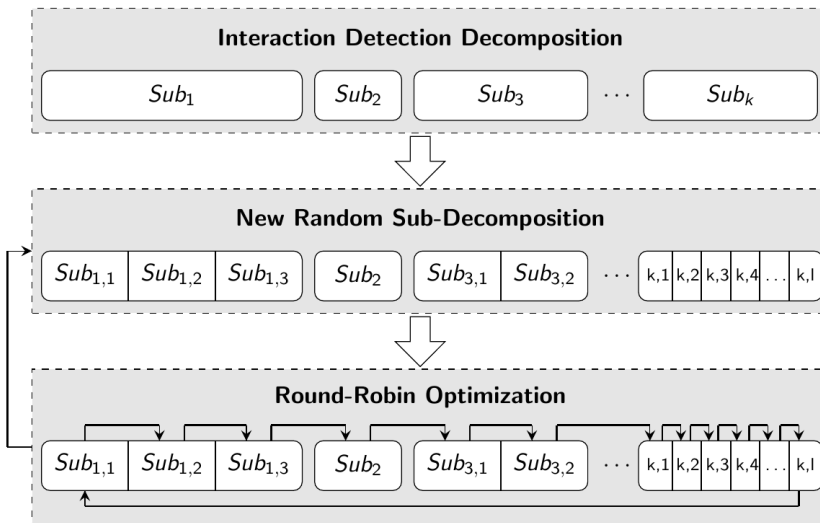 Interaction Detection Decomposition
Sub₁ Sub₂ Sub₃ ··· Subₖ
New Random Sub-Decomposition
Sub₁,₁ Sub₁,₂ Sub₁,₃ Sub₂ Sub₃,₁ Sub₃,₂ ··· k,1 k,2 k,3 k,4 ... k,l
Round-Robin Optimization
Sub₁,₁ Sub₁,₂ Sub₁,₃ Sub₂ Sub₃,₁ Sub₃,₂ ··· k,1 k,2 k,3 k,4 ... k,l